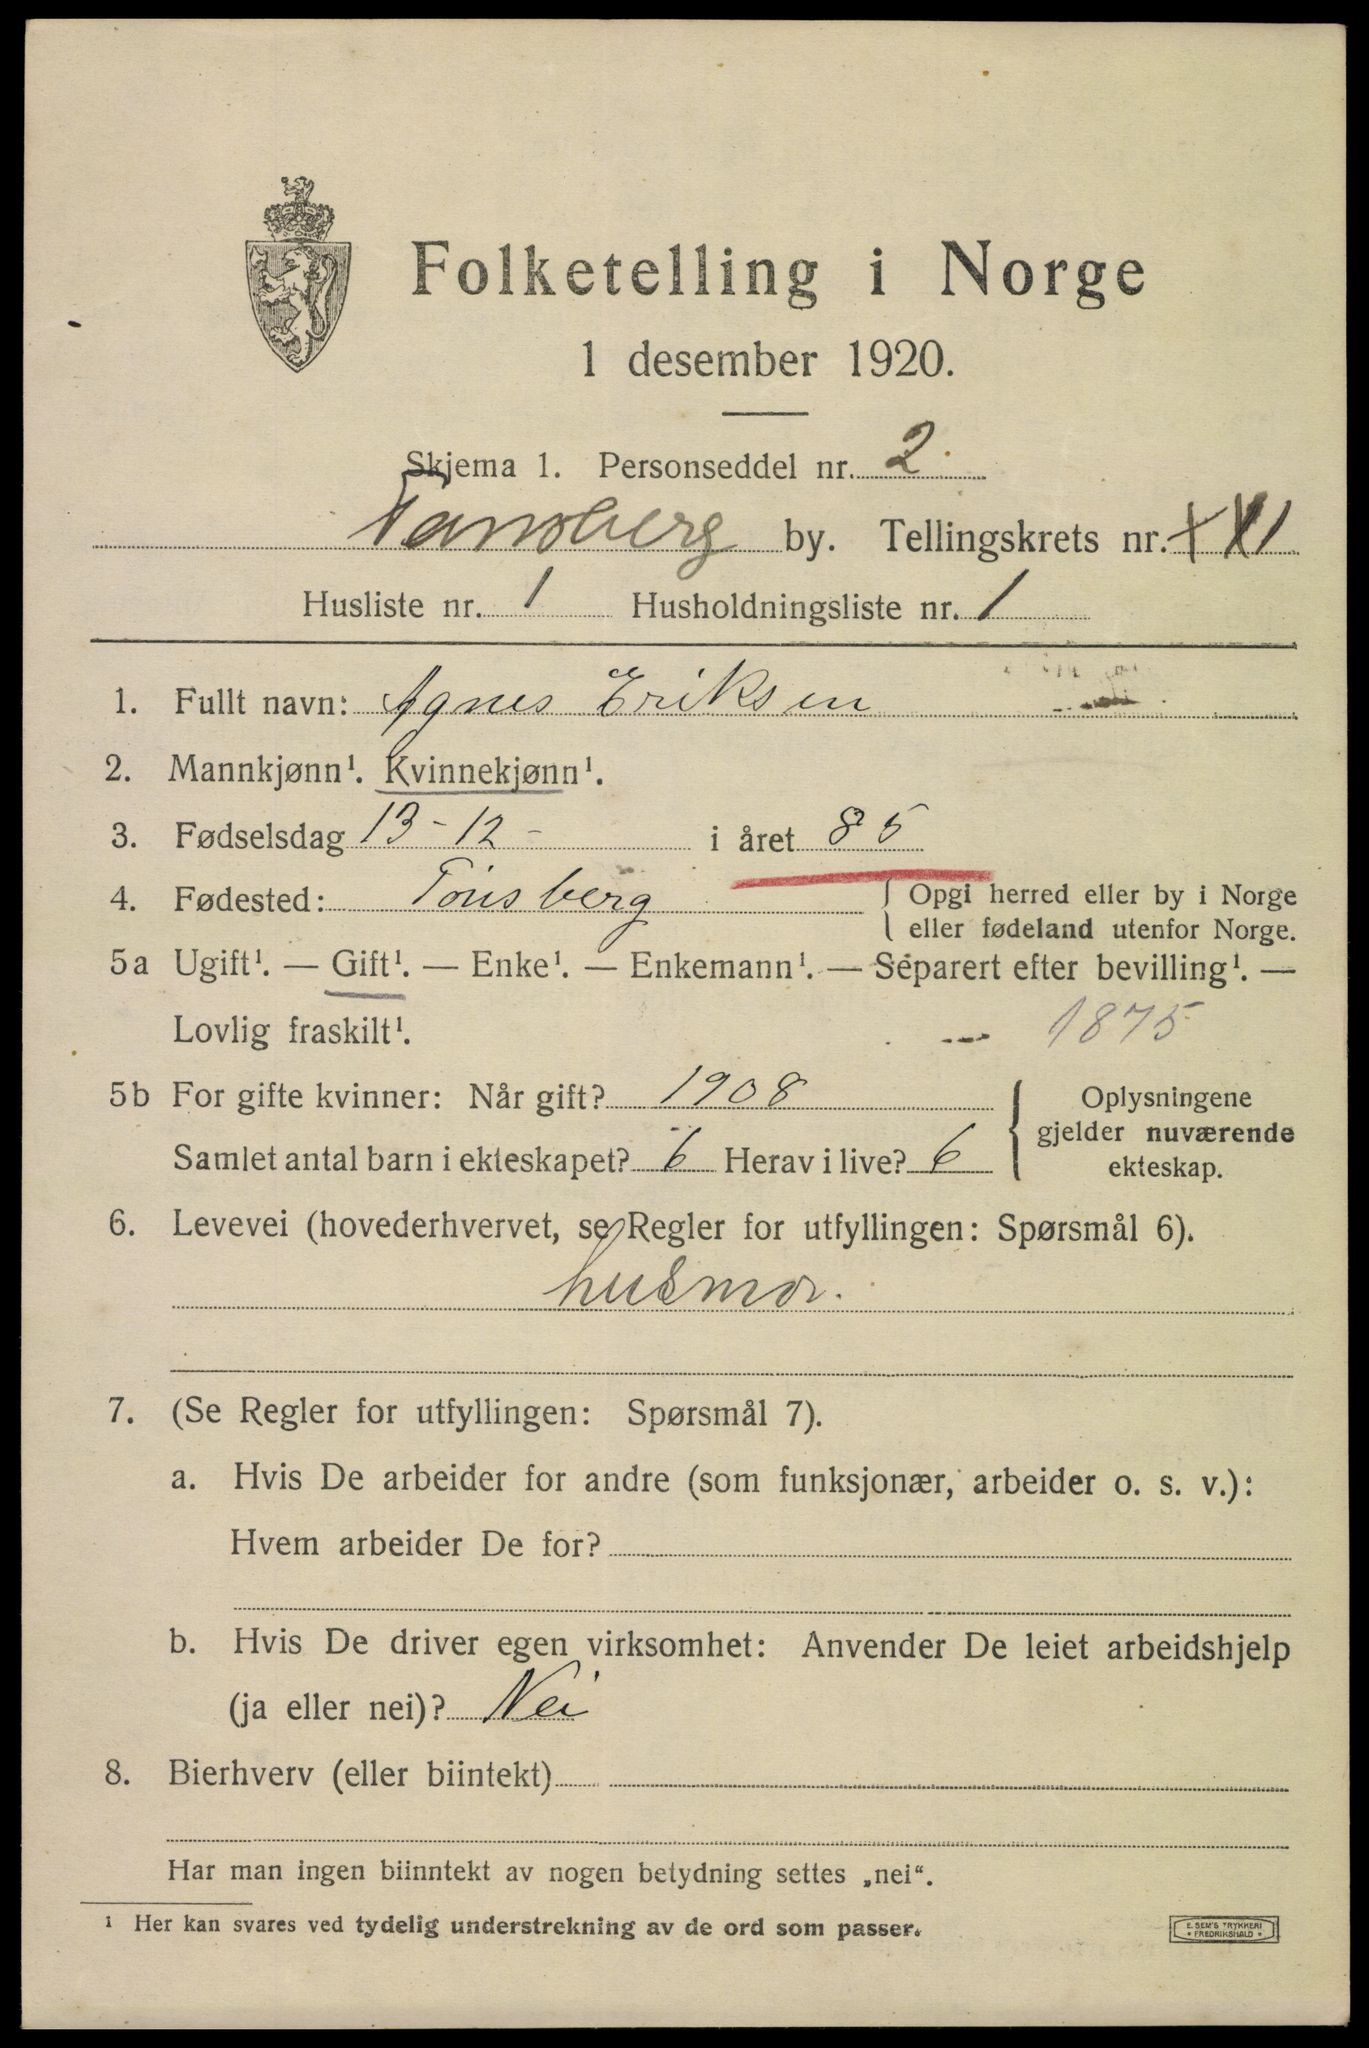 Folketelling i Norge
1 desember 1920.
Skjema 1. Personseddel nr. 2
Tønsberg by. Tellingskrets nr. XXI
Husliste nr. 1 Husholdningsliste nr. 1
1. Fullt navn: Agnes Eriksen
2. Mannkjønn¹. Kvinnekjønn¹.
3. Fødselsdag 13-12- i året 85
4. Fødested: Tønsberg { Opgi herred eller by i Norge
eller fødeland utenfor Norge.
5a Ugift¹. — Gift¹. — Enke¹. — Enkemann¹. — Separert efter bevilling¹. —
Lovlig fraskilt¹. 1875
5b For gifte kvinner: Når gift? 1908 { Oplysningene
gjelder nuværende
Samlet antal barn i ekteskapet? 6 Herav i live? 6 ekteskap.
6. Levevei (hovederhvervet, se Regler for utfyllingen: Spørsmål 6).
husmor.
7. (Se Regler for utfyllingen: Spørsmål 7).
a. Hvis De arbeider for andre (som funksjonær, arbeider o. s. v.):
Hvem arbeider De for?
b. Hvis De driver egen virksomhet: Anvender De leiet arbeidshjelp
(ja eller nei)? Nei
8. Bierhverv (eller biintekt)
Har man ingen biinntekt av nogen betydning settes „nei“.
¹ Her kan svares ved tydelig understrekning av de ord som passer.
E. SEM'S TRYKKERI
FREDRIKSHALD